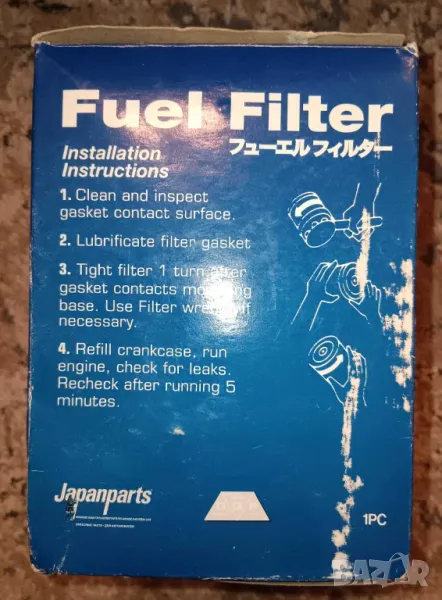 Fuel Filter
フューエルフィルター
Installation
Instructions
1. Clean and inspect
gasket contact surface.
2. Lubrificate filter gasket
3. Tight filter 1 turn after
gasket contacts
base. Use Filter if
necessary.
4. Refill crankcase, run
engine, check for leaks.
Recheck after running 5
minutes.
Japanparts
1PC
BAZAR